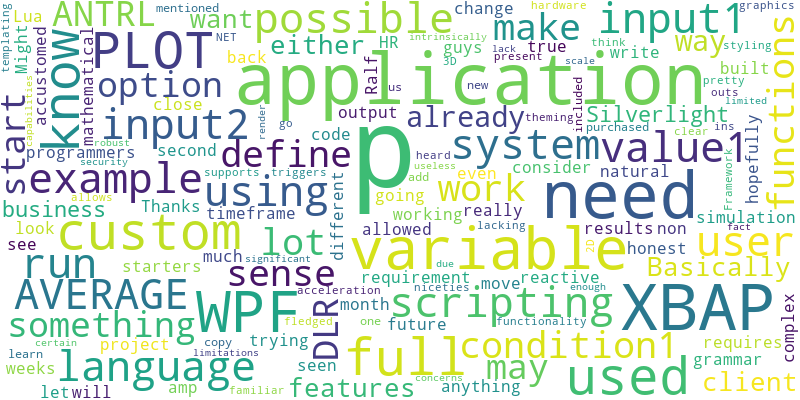 templating
Lua
ANTRL
mentioned
want
possible
change
make
input1
hardware
graphics
Might
mathematical
PLOT
NET
back
either
HR
guys
intrinsically
3D
lack
us
present
true
write
way
think
scale
styling
built
pretty
outs
functions
accustomed
know
option
application
Ralf
new
start
close
input2
render
go
output
already
theming
included
Silverlight
purchased
limited
clear
ins
capabilities
robust
programmers
security
second
code
define
p
heard
useless
add
system
value1
Framework
hopefully
example
supports
triggers
using
different
going
even
work
consider
need
natural
simulation
business
allows
Thanks
timeframe
working
allowed
really
lacking
results
non
fact
see
look
custom
lot
variable
2D
honest
user
run
starters
much
sense
due
requirement
move
reactive
Basically
AVERAGE
WPF
acceleration
month
niceties
enough
scripting
XBAP
complex
something
significant
DLR
fledged
one
future
functionality
condition1
requires
weeks
project
copy
trying
seen
full
may
grammar
learn
certain
limitations
language
let
will
amp
familiar
features
concerns
anything
used
client